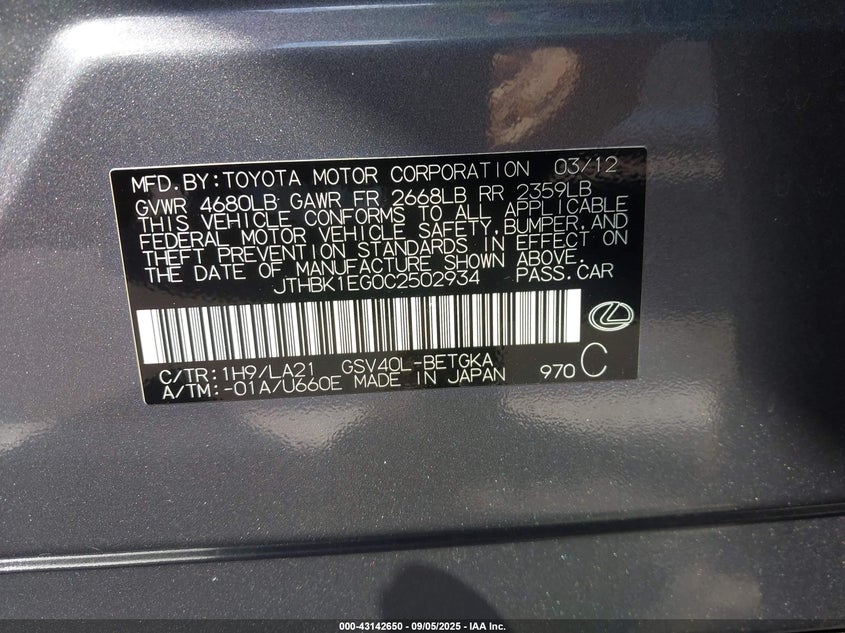 MFD.BY:TOYOTA MOTOR CORPORATION 03/12
GVWR 4680LB GAWR FR 2668LB RR 2359LB
THIS VEHICLE CONFORMS TO ALL APPLICABLE
FEDERAL MOTOR VEHICLE SAFETY,BUMPER,AND
THEFT PREVENTION STANDARDS IN EFFECT ON
THE DATE OF MANUFACTURE SHOWN ABOVE.
JTHBK1EG0C2502934 PASS.CAR
C/TR:1H9/LA21 GSV40L-BETGKA
A/TM:-01A/U660E MADE IN JAPAN 970 C
000-43142650 - 09/05/2025 - IAA Inc.